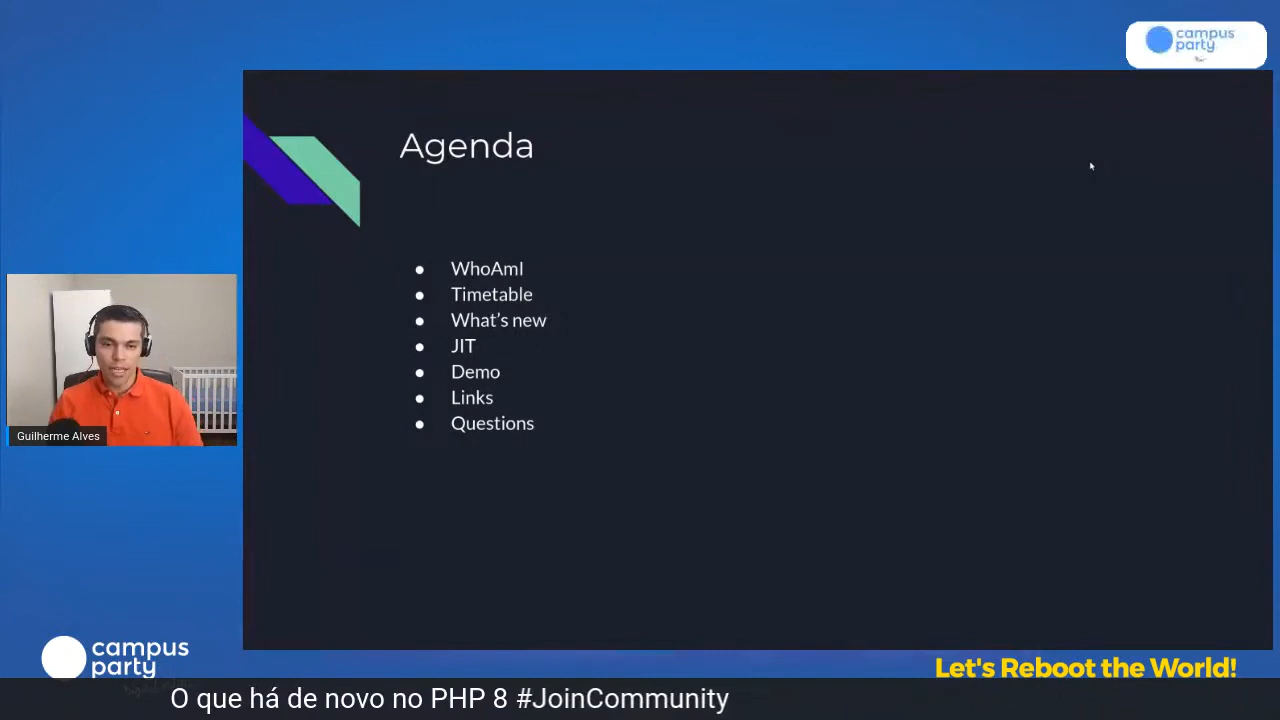 campus
party
Agenda
WhoAmI
Timetable
What's new
JIT
Demo
Links
Questions
Guilherme Alves
campus
party
Let's Reboot the World!
O que há de novo no PHP 8 #JoinCommunity